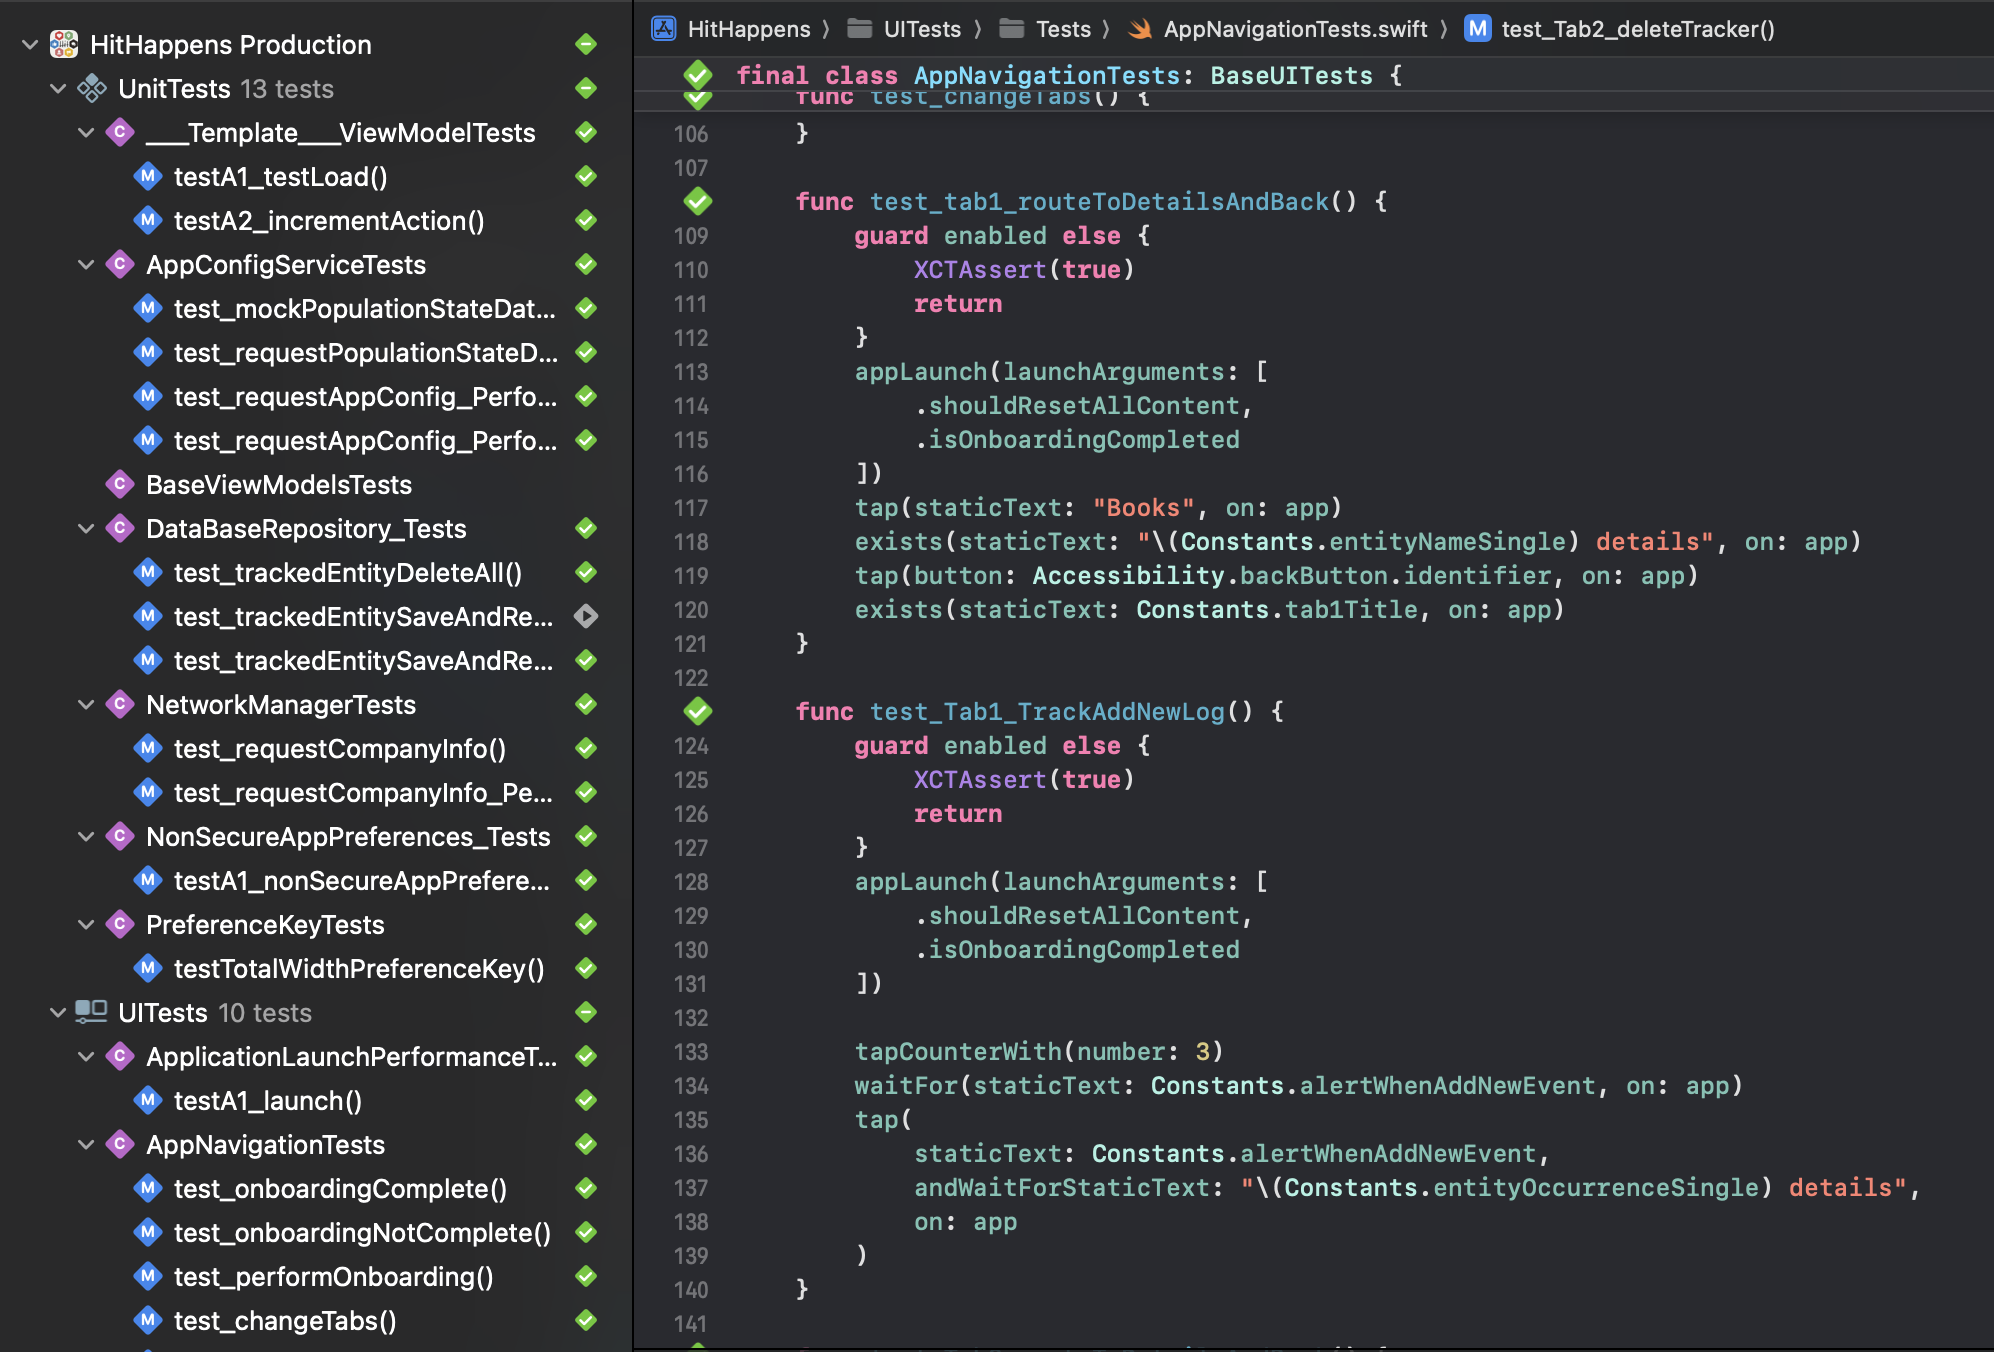 HitHappens Production
UnitTests 13 tests
___Template___ViewModelTests
testA1_testLoad()
testA2_incrementAction()
AppConfigServiceTests
test_mockPopulationStateDat...
test_requestPopulationStateD...
test_requestAppConfig_Perfo...
test_requestAppConfig_Perfo...
BaseViewModelsTests
DataBaseRepository_Tests
test_trackedEntityDeleteAll()
test_trackedEntitySaveAndRe...
test_trackedEntitySaveAndRe...
NetworkManagerTests
test_requestCompanyInfo()
test_requestCompanyInfo_Pe...
NonSecureAppPreferences_Tests
testA1_nonSecureAppPrefere...
PreferenceKeyTests
testTotalWidthPreferenceKey()
UITests 10 tests
ApplicationLaunchPerformanceT...
testA1_launch()
AppNavigationTests
test_onboardingComplete()
test_onboardingNotComplete()
test_performOnboarding()
test_changeTabs()
HitHappens 〉 UITests 〉 Tests 〉 AppNavigationTests.swift 〉 M test_Tab2_deleteTracker()
final class AppNavigationTests: BaseUITests {
func test_changeTabs() {
106 }
107
func test_tab1_routeToDetailsAndBack() {
109 guard enabled else {
110 XCTAssert(true)
111 return
112 }
113 appLaunch(launchArguments: [
114 .shouldResetAllContent,
115 .isOnboardingCompleted
116 ])
117 tap(staticText: "Books", on: app)
118 exists(staticText: "\(Constants.entityNameSingle) details", on: app)
119 tap(button: Accessibility.backButton.identifier, on: app)
120 exists(staticText: Constants.tab1Title, on: app)
121 }
122
func test_Tab1_TrackAddNewLog() {
124 guard enabled else {
125 XCTAssert(true)
126 return
127 }
128 appLaunch(launchArguments: [
129 .shouldResetAllContent,
130 .isOnboardingCompleted
131 ])
132
133 tapCounterWith(number: 3)
134 waitFor(staticText: Constants.alertWhenAddNewEvent, on: app)
135 tap(
136 staticText: Constants.alertWhenAddNewEvent,
137 andWaitForStaticText: "\(Constants.entityOccurrenceSingle) details",
138 on: app
139 )
140 }
141